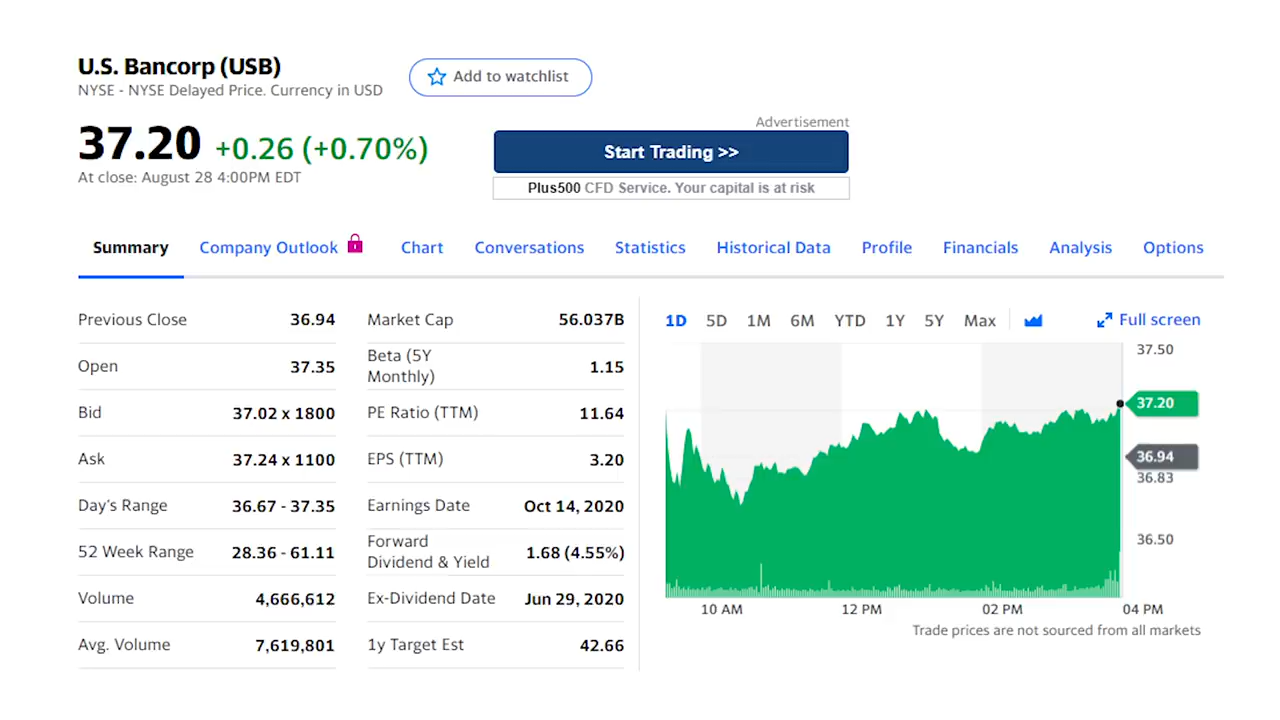 U.S. Bancorp (USB)
NYSE - NYSE Delayed Price. Currency in USD
Add to watchlist
37.20 +0.26 (+0.70%)
At close: August 28 4:00PM EDT
Advertisement
Start Trading >>
Plus500 CFD Service. Your capital is at risk
Summary Company Outlook Chart Conversations Statistics Historical Data Profile Financials Analysis Options
Previous Close 36.94
Open 37.35
Bid 37.02 x 1800
Ask 37.24 x 1100
Day's Range 36.67 - 37.35
52 Week Range 28.36 - 61.11
Volume 4,666,612
Avg. Volume 7,619,801
Market Cap 56.037B
Beta (5Y
Monthly) 1.15
PE Ratio (TTM) 11.64
EPS (TTM) 3.20
Earnings Date Oct 14, 2020
Forward
Dividend & Yield 1.68 (4.55%)
Ex-Dividend Date Jun 29, 2020
1y Target Est 42.66
1D 5D 1M 6M YTD 1Y 5Y Max Full screen
37.50
37.20
36.94
36.83
36.50
10 AM 12 PM 02 PM 04 PM
Trade prices are not sourced from all markets